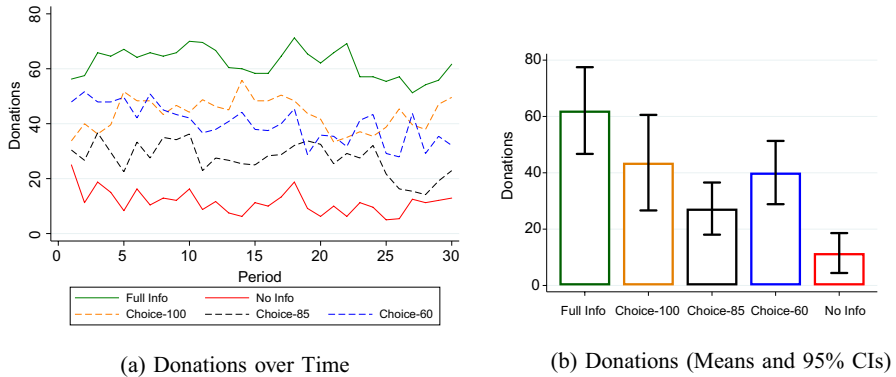 Donations
80
60
40
20
0
0
5
10
15
20
25
30
Period
Full Info
No Info
Choice-100
Choice-85
Choice-60
(a) Donations over Time
Donations
80
60
40
20
0
Full Info
Choice-100
Choice-85
Choice-60
No Info
(b) Donations (Means and 95% CIs)